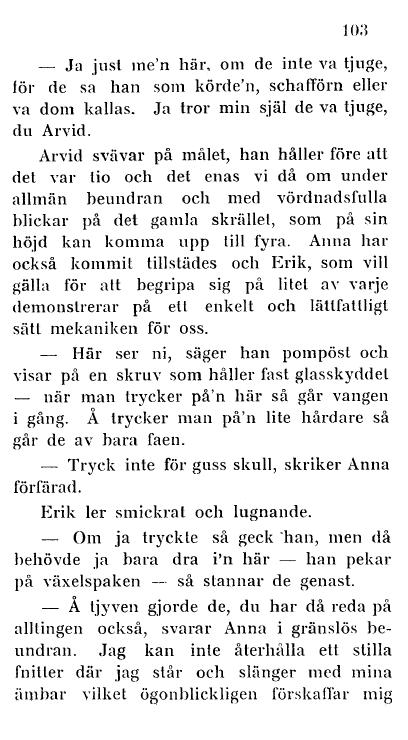 103
— Ja just me'n här, om de inte va tjuge,
för de sa han som körde'n, schafförn eller
va dom kallas. Ja tror min själ de va tjuge,
du Arvid.
Arvid svävar på målet, han håller före att
det var tio och det enas vi då om under
allmän beundran och med vördnadsfulla
blickar på det gamla skrället, som på sin
höjd kan komma upp till fyra. Anna har
också kommit tillstädes och Erik, som vill
gälla för att begripa sig på litet av varje
demonstrerar på ett enkelt och lättfattligt
sätt mekaniken för oss.
— Här ser ni, säger han pompöst och
visar på en skruv som håller fast glasskyddet
— när man trycker på'n här så går vangen
i gång. Å trycker man på'n lite hårdare så
går de av bara faen.
— Tryck inte för guss skull, skriker Anna
förfärad.
Erik ler smickrat och lugnande.
— Om ja tryckte så geck han, men då
behövde ja bara dra i'n här — han pekar
på växelspaken — så stannar de genast.
— Å tjyven gjorde de, du har då reda på
alltingen också, svarar Anna i gränslös be-
undran. Jag kan inte återhålla ett stilla
fnitter där jag står och slänger med mina
ämbar vilket ögonblickligen förskaffar mig